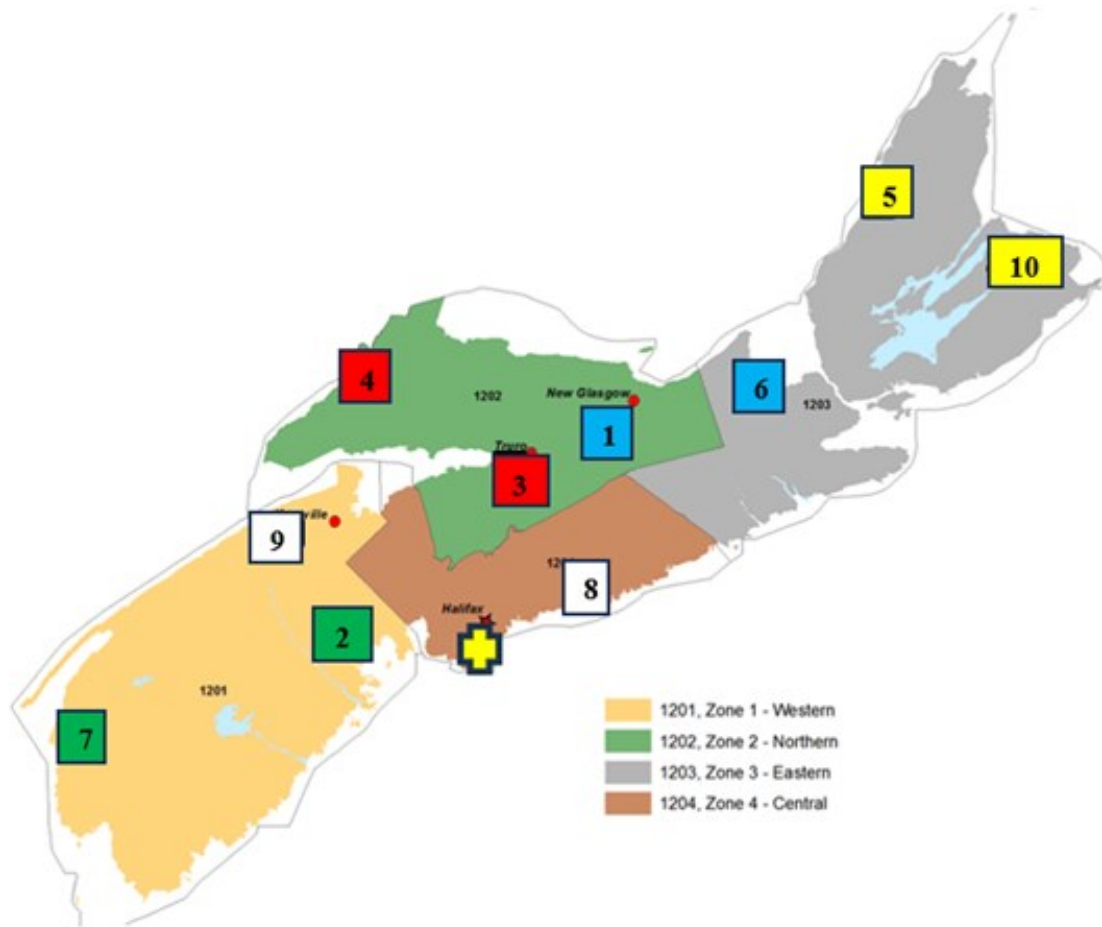 5
10
4
1202
New Glasgow
6
1203
1
Truro
3
9
ville
8
2
Halifax
1201
7
1201, Zone 1 - Western
1202, Zone 2 - Northern
1203, Zone 3 - Eastern
1204, Zone 4 - Central